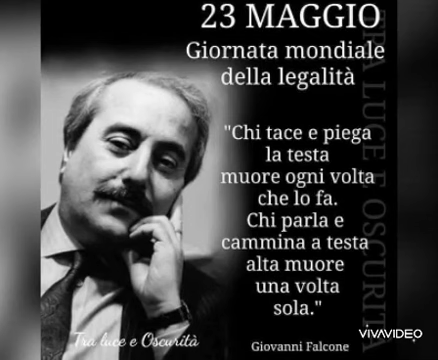 23 MAGGIO
Giornata mondiale
della legalità
"Chi tace e piega
la testa
muore ogni volta
che lo fa.
Chi parla e
cammina a testa
alta muore
una volta
sola."
Giovanni Falcone
Tra luce e Oscurità
TRA LUCE E OSCURIT
VIVAVIDEO